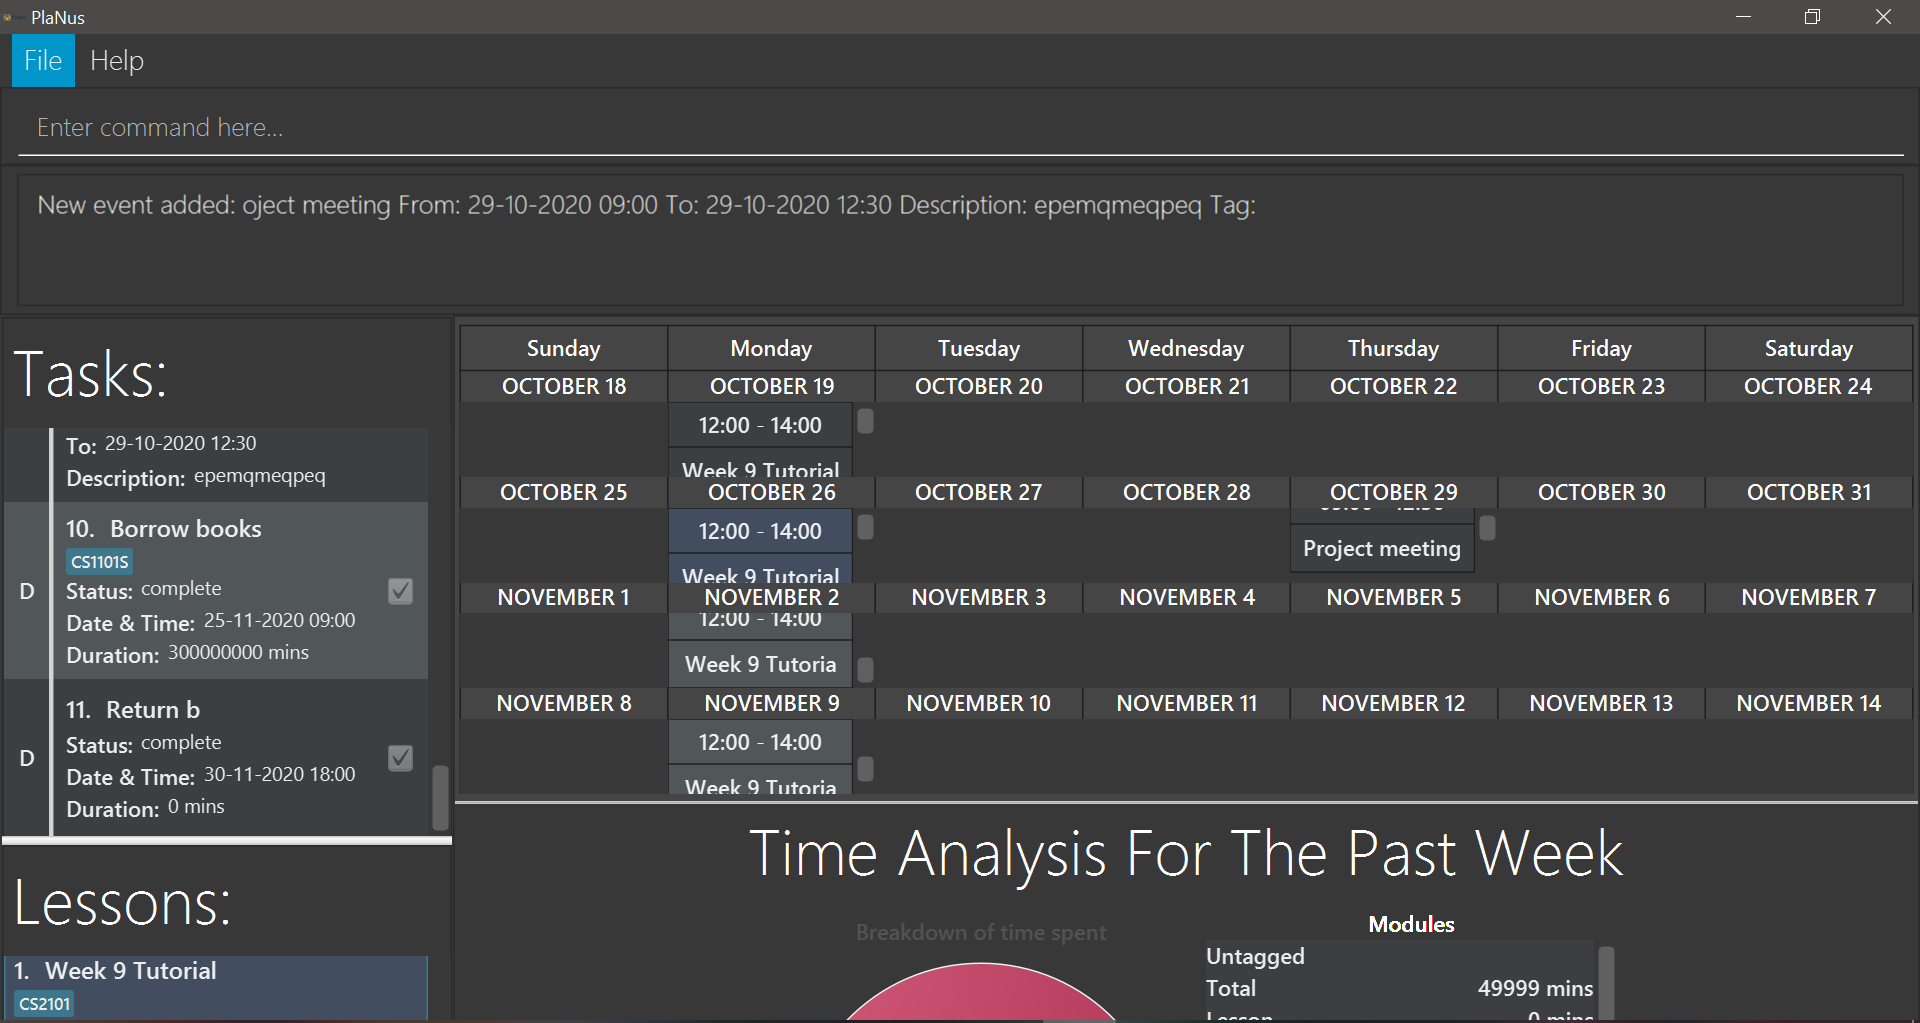 PlaNus
File Help
Enter command here...
New event added: oject meeting From: 29-10-2020 09:00 To: 29-10-2020 12:30 Description: epemqmeqpeq Tag:
Tasks:
To: 29-10-2020 12:30
Description: epemqmeqpeq
10. Borrow books
CS1101S
D
Status: complete
Date & Time: 25-11-2020 09:00
Duration: 300000000 mins
11. Return b
Status: complete
D
Date & Time: 30-11-2020 18:00
Duration: 0 mins
Lessons:
1. Week 9 Tutorial
CS2101
Sunday Monday Tuesday Wednesday Thursday Friday Saturday
OCTOBER 18 OCTOBER 19 OCTOBER 20 OCTOBER 21 OCTOBER 22 OCTOBER 23 OCTOBER 24
12:00 - 14:00
Week 9 Tutorial
OCTOBER 25 OCTOBER 26 OCTOBER 27 OCTOBER 28 OCTOBER 29 OCTOBER 30 OCTOBER 31
12:00 - 14:00
Project meeting
Week 9 Tutorial
NOVEMBER 1 NOVEMBER 2 NOVEMBER 3 NOVEMBER 4 NOVEMBER 5 NOVEMBER 6 NOVEMBER 7
12:00 - 14:00
Week 9 Tutoria
NOVEMBER 8 NOVEMBER 9 NOVEMBER 10 NOVEMBER 11 NOVEMBER 12 NOVEMBER 13 NOVEMBER 14
12:00 - 14:00
Week 9 Tutoria
Time Analysis For The Past Week
Breakdown of time spent
Modules
Untagged
Total 49999 mins
Lesson 0 mins